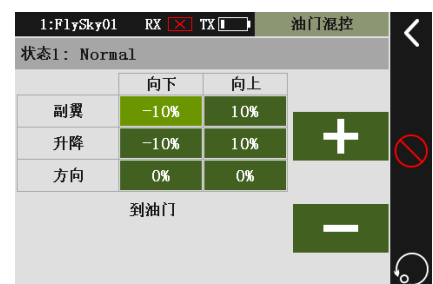 1:FlySky01 RX TX 油门混控
状态1: Normal
向下 向上
副翼 -10% 10%
升降 -10% 10%
方向 0% 0%
到油门